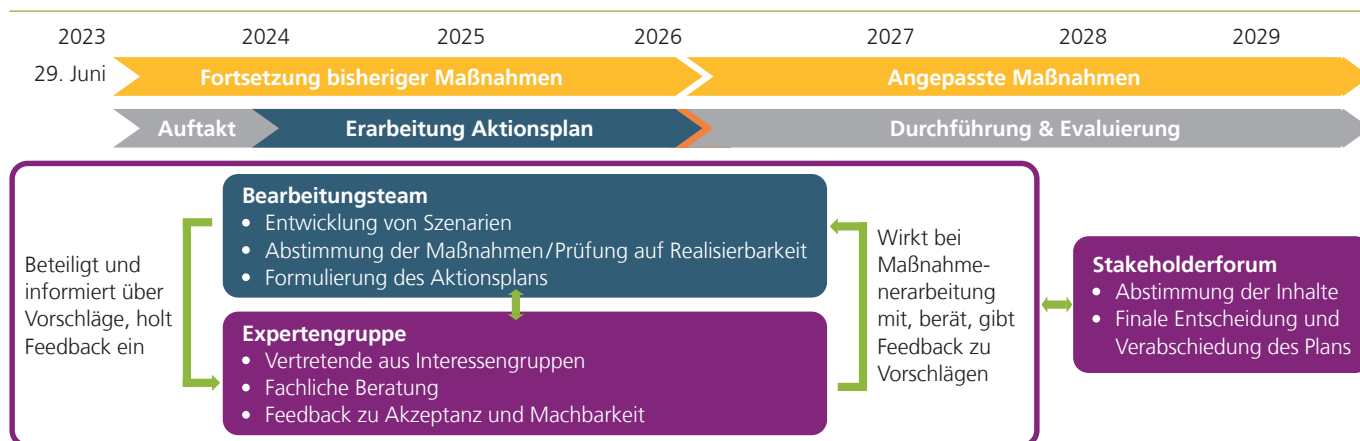 2023 2024 2025 2026 2027 2028 2029
29. Juni
Fortsetzung bisheriger Maßnahmen
Angepasste Maßnahmen
Auftakt
Erarbeitung Aktionsplan
Durchführung & Evaluierung
Beteiligt und
informiert über
Vorschläge, holt
Feedback ein
Bearbeitungsteam
• Entwicklung von Szenarien
• Abstimmung der Maßnahmen/Prüfung auf Realisierbarkeit
• Formulierung des Aktionsplans
Expertengruppe
• Vertretende aus Interessengruppen
• Fachliche Beratung
• Feedback zu Akzeptanz und Machbarkeit
Wirkt bei
Maßnahme-
nerarbeitung
mit, berät, gibt
Feedback zu
Vorschlägen
Stakeholderforum
• Abstimmung der Inhalte
• Finale Entscheidung und
Verabschiedung des Plans